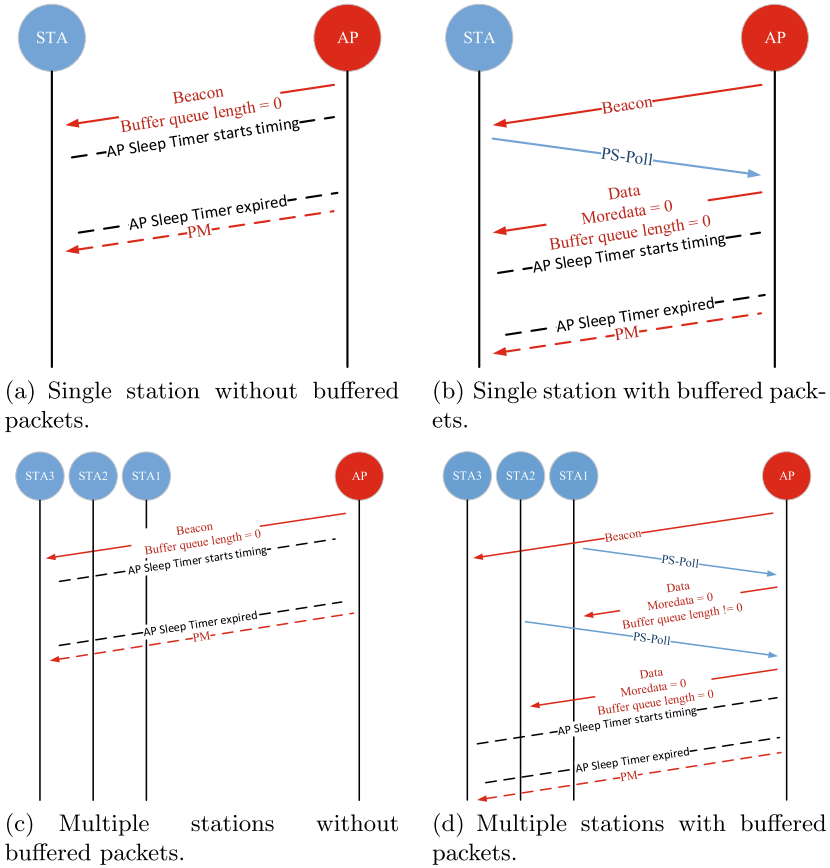 STA
AP
Beacon
Buffer queue length = 0
AP Sleep Timer starts timing
AP Sleep Timer expired
PM
(a) Single station without buffered
packets.
STA
AP
Beacon
PS-Poll
Data
Moredata = 0
Buffer queue length = 0
AP Sleep Timer starts timing
AP Sleep Timer expired
PM
(b) Single station with buffered pack-
ets.
STA3
STA2
STA1
AP
Beacon
Buffer queue length = 0
AP Sleep Timer starts timing
AP Sleep Timer expired
PM
(c) Multiple stations without
buffered packets.
STA3
STA2
STA1
AP
Beacon
PS-Poll
Data
Moredata = 0
Buffer queue length != 0
PS-Poll
Data
Moredata = 0
Buffer queue length = 0
AP Sleep Timer starts timing
AP Sleep Timer expired
PM
(d) Multiple stations with buffered
packets.